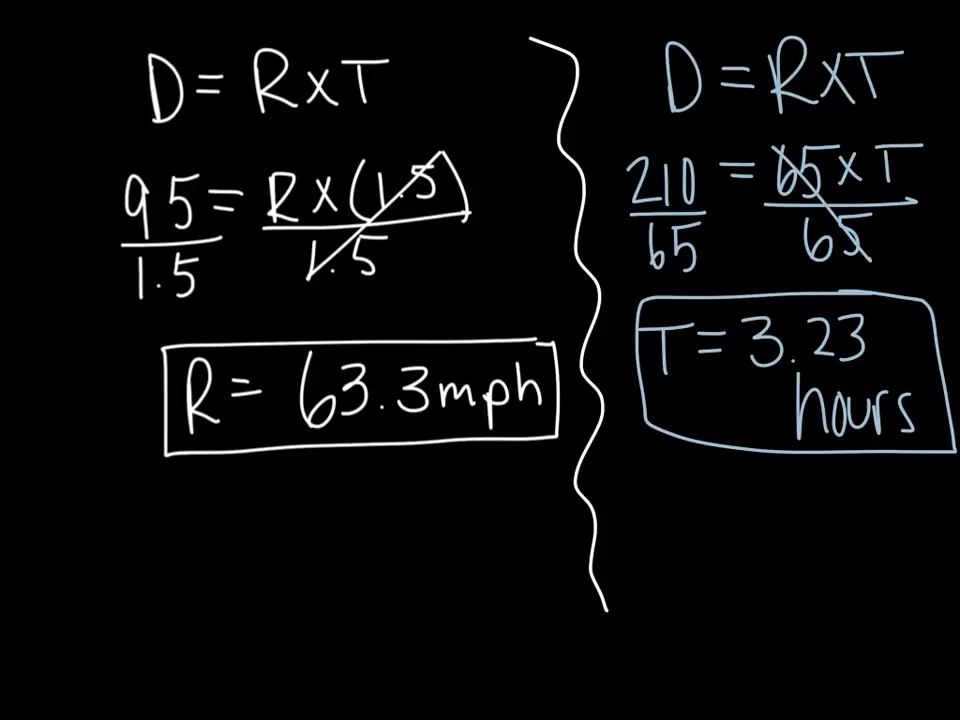 D = R x T
95 = R x (1.5)
1.5 1.5
R = 63.3mph
D = R x T
210 = 65 x T
65 65
T = 3.23
hours